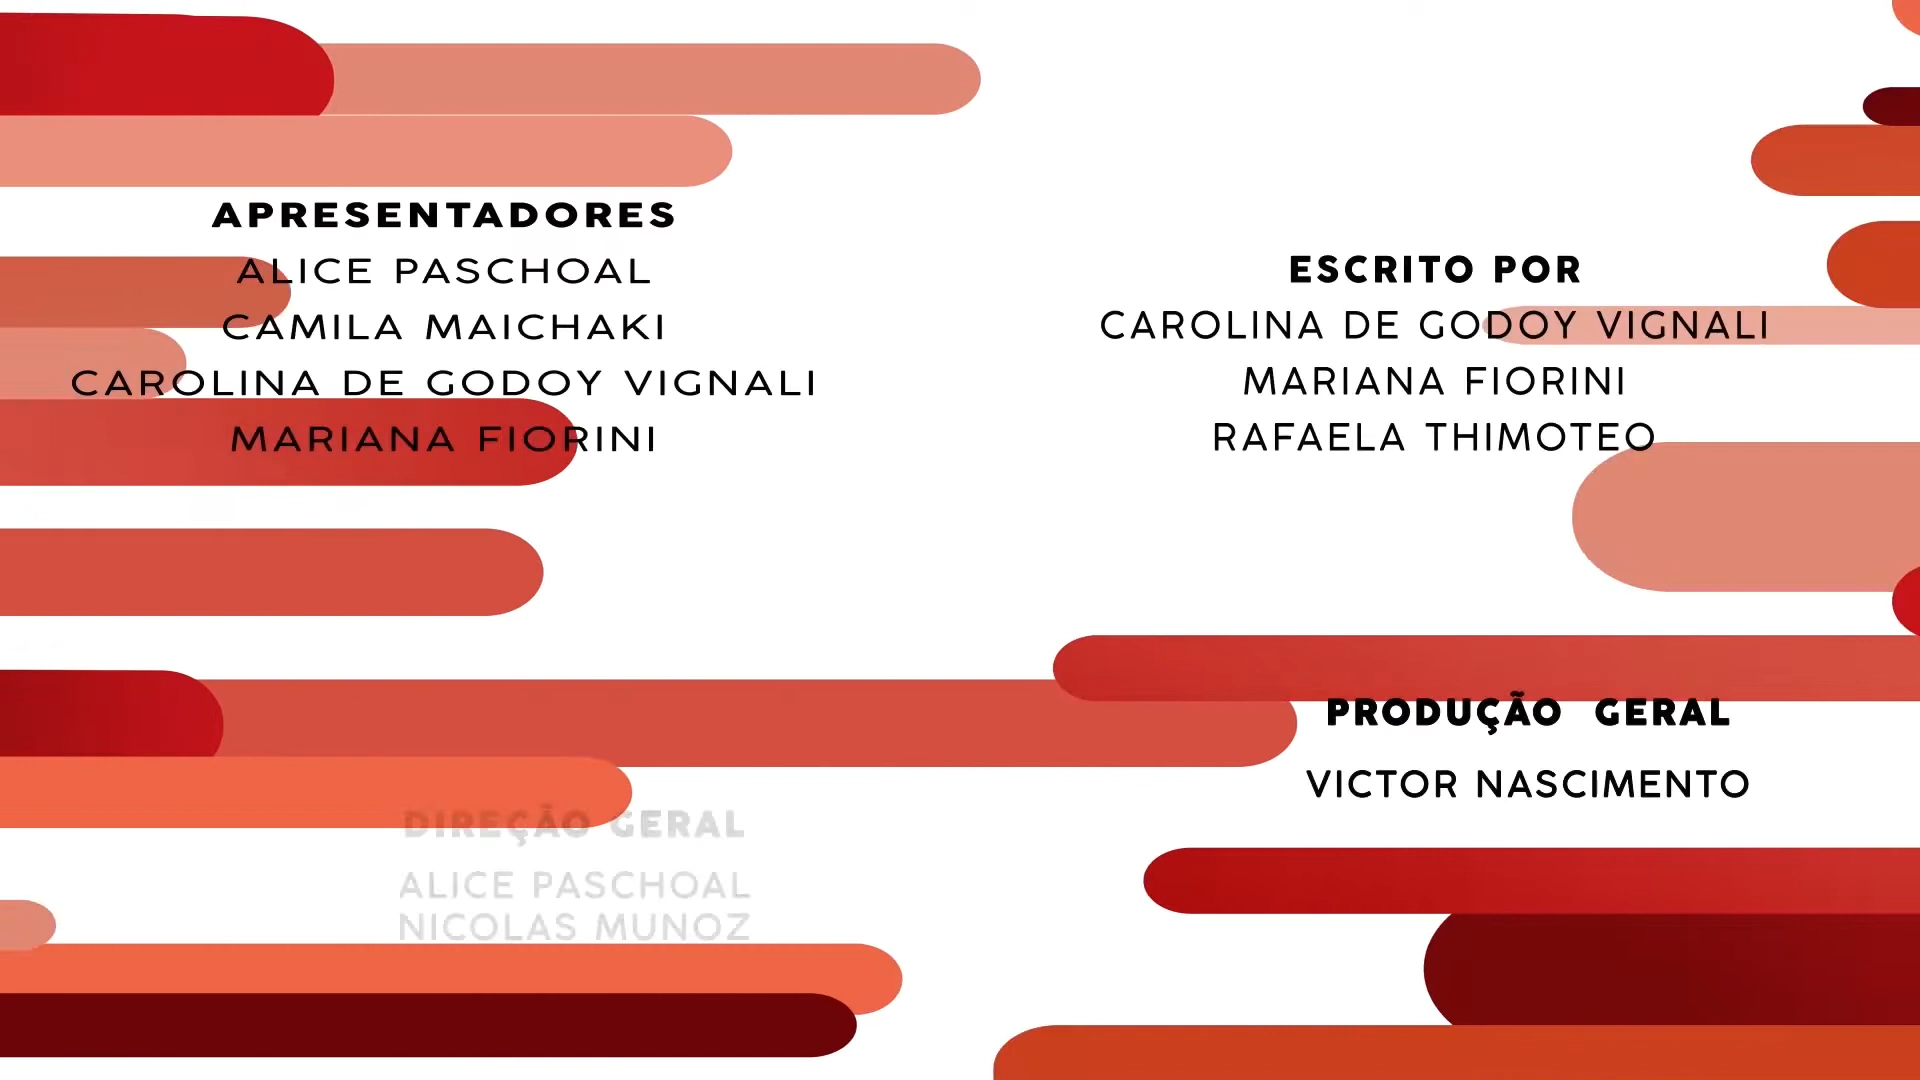 APRESENTADORES
ALICE PASCHOAL
CAMILA MAICHAKI
CAROLINA DE GODOY VIGNALI
MARIANA FIORINI
ESCRITO POR
CAROLINA DE GODOY VIGNALI
MARIANA FIORINI
RAFAELA THIMOTEO
DIREÇÃO GERAL
ALICE PASCHOAL
NICOLAS MUNOZ
PRODUÇÃO GERAL
VICTOR NASCIMENTO